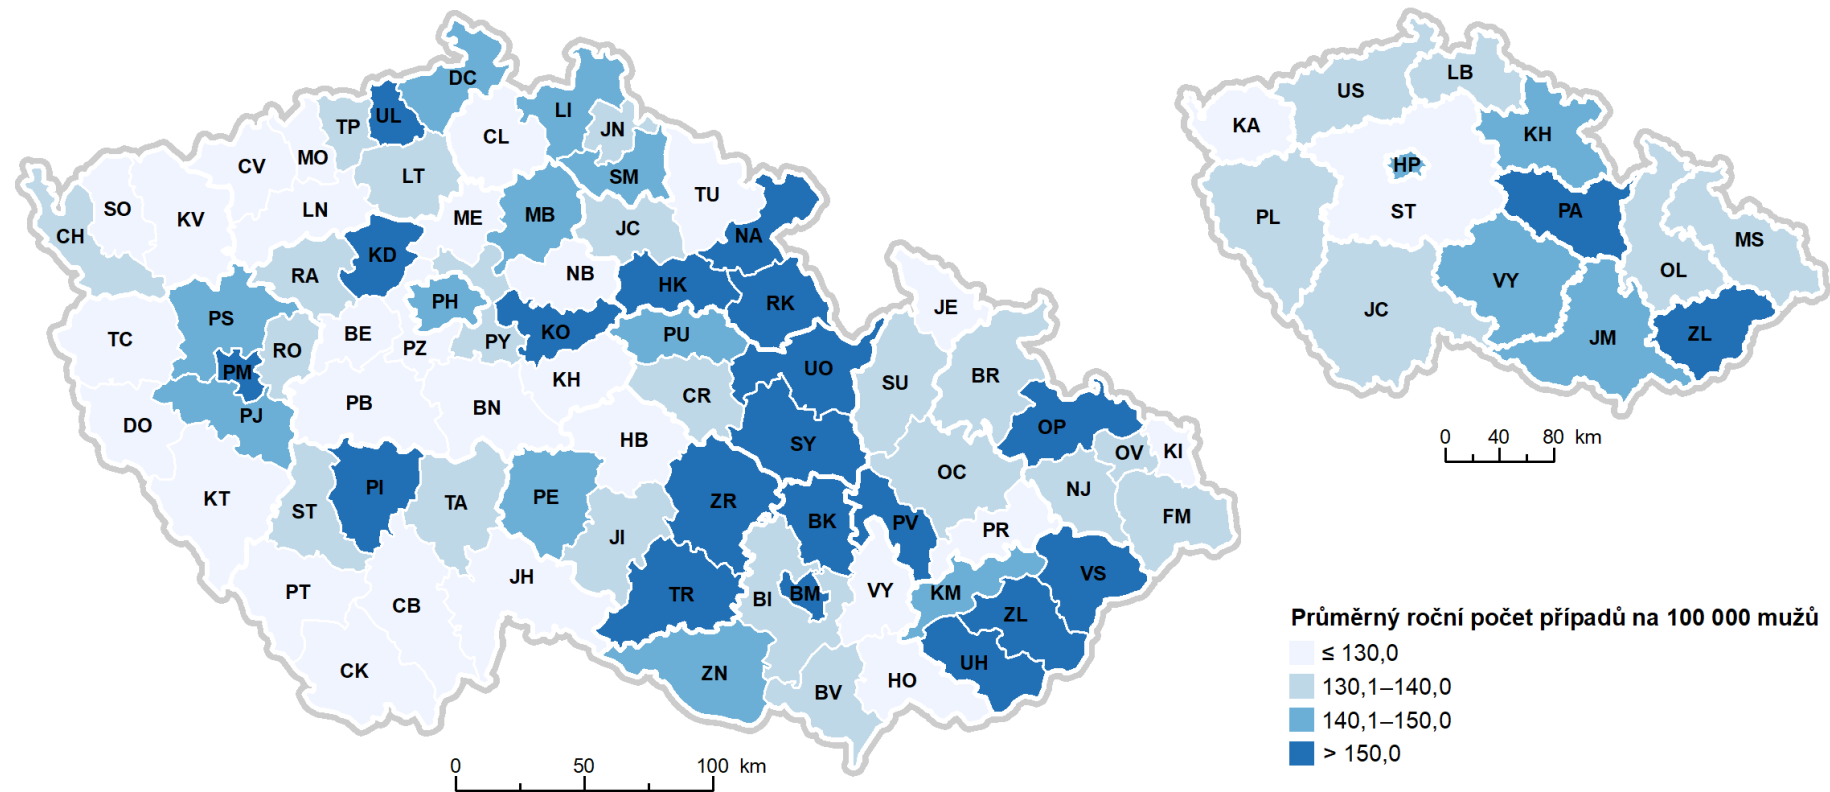 DC
UL
TP
LI
JN
CL
MO
CV
LT
SM
TU
SO
KV
LN
ME
MB
JC
NA
CH
KD
RA
NB
HK
RK
PH
PS
KO
PU
JE
TC
BE
PZ
PY
RO
PM
KH
UO
SU
BR
CR
PB
BN
PJ
DO
HB
SY
OP
OV
KI
OC
KT
PI
ST
TA
PE
ZR
NJ
BK
PV
PR
FM
JI
VS
PT
JH
CB
TR
BI
BM
VY
KM
ZL
CK
ZN
BV
HO
UH
0 50 100 km
US
LB
KA
KH
HP
PL
ST
PA
MS
VY
OL
JC
JM
ZL
0 40 80 km
Průměrný roční počet případů na 100 000 mužů
≤ 130,0
130,1–140,0
140,1–150,0
> 150,0